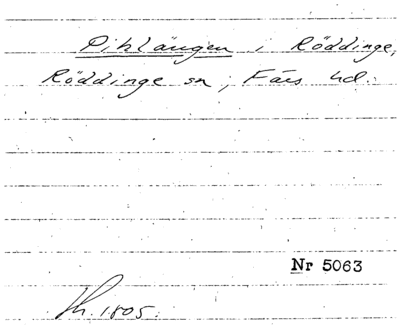 Pihlängen i Röddinge,
Röddinge sn, Färs hd.
Nr 5063
h. 1805.